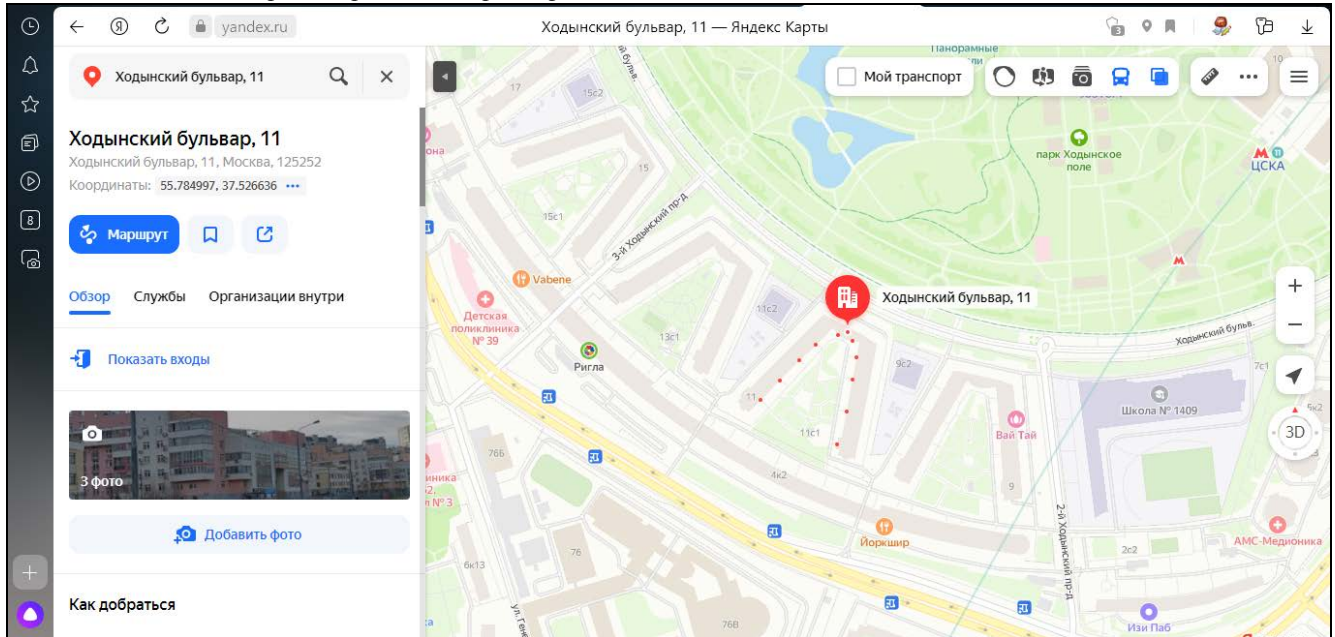 yandex.ru
Ходынский бульвар, 11 — Яндекс Карты
3
Ходынский бульвар, 11
Мой транспорт
Ходынский бульвар, 11
Ходынский бульвар, 11, Москва, 125252
Координаты: 55.784997, 37.526636
Маршрут
Обзор
Службы
Организации внутри
Показать входы
3 фото
Добавить фото
Как добраться
8
Панорамные
10
17
15с2
парк Ходынское
поле
ЦСКА
15
15с1
3-й Ходынский пр-д
Vabene
Ходынский бульвар, 11
11с2
Детская
поликлиника
№ 39
13с1
Ригла
9с2
Ходынский бульв.
7с1
Школа № 1409
11
11с1
Вай Тай
3D
76Б
4к2
9
Йоркшир
2-й Ходынский пр-д
76
2с2
АМС-Медионика
6к13
76В
Изи Паб